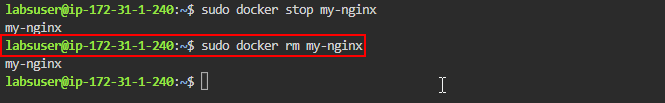 labsuser@ip-172-31-1-240:~$ sudo docker stop my-nginx
my-nginx
labsuser@ip-172-31-1-240:~$ sudo docker rm my-nginx
my-nginx
labsuser@ip-172-31-1-240:~$